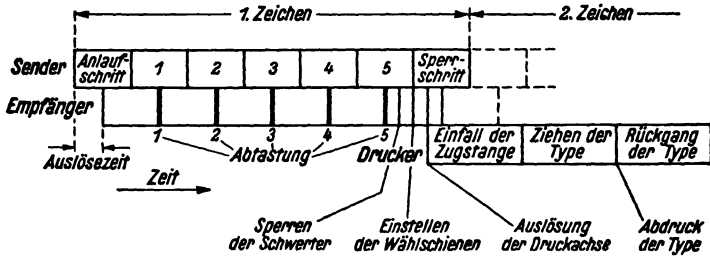 1. Zeichen
2. Zeichen
Sender
Anlauf-
schritt
1
2
3
4
5
Sperr-
schritt
Empfänger
1
2
3
4
5
Abtastung
Auslösezeit
Zeit
Drucker
Einfall der
Zugstange
Ziehen der
Type
Rückgang
der Type
Sperren
der Schwerter
Einstellen
der Wählschienen
Auslösung
der Druckachse
Abdruck
der Type